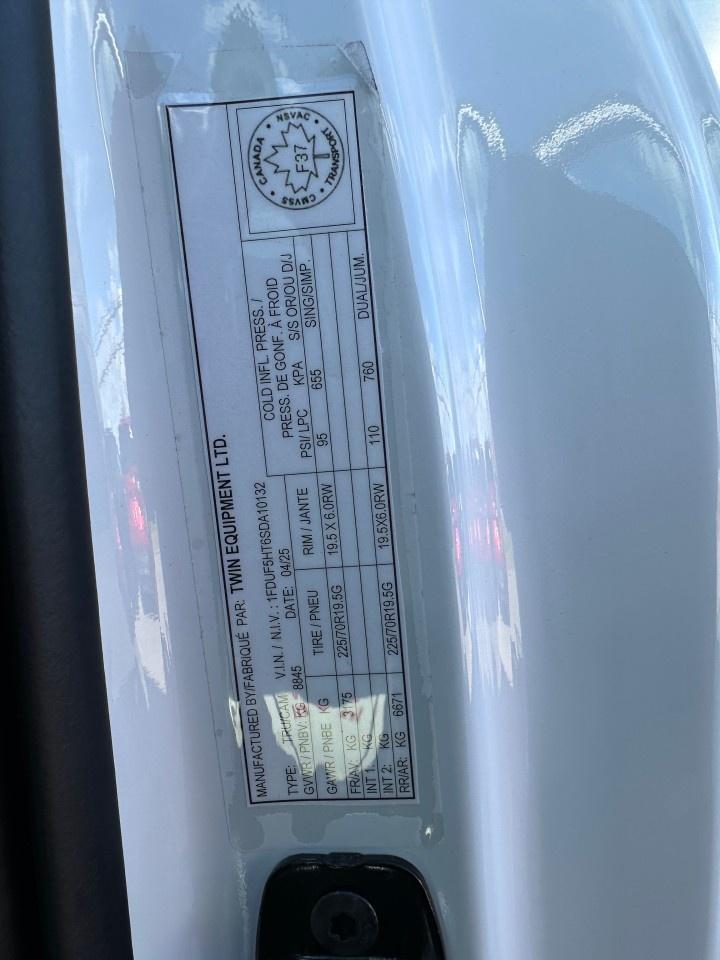 MANUFACTURED BY/FABRIQUÉ PAR: TWIN EQUIPMENT LTD.
TYPE: TRU/CAM V.I.N./ N.I.V.: 1FDUF5HT6SDA10132
GVWR / PNBV: KG 8845 DATE: 04/25
COLD INFL. PRESS. /
PRESS. DE GONF. À FROID
GAWR / PNBE KG TIRE / PNEU RIM / JANTE PSI/ LPC KPA S/S OR/OU D/J
FR/AV: KG 3175 225/70R19.5G 19.5 X 6.0RW 95 655 SING/SIMP.
INT 1: KG
INT 2: KG
RR/AR: KG 6671 225/70R19.5G 19.5X6.0RW 110 760 DUAL/JUM.
CANADA • NSVAC • TRANSPORT • CMVSS •
F37